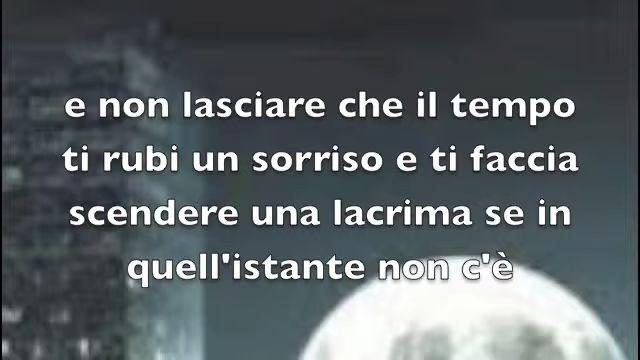 e non lasciare che il tempo
ti rubi un sorriso e ti faccia
scendere una lacrima se in
quell'istante non c'è